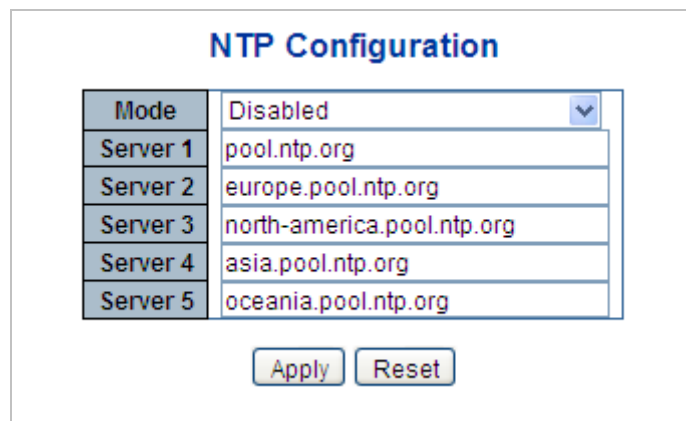 NTP Configuration
Mode Disabled
Server 1 pool.ntp.org
Server 2 europe.pool.ntp.org
Server 3 north-america.pool.ntp.org
Server 4 asia.pool.ntp.org
Server 5 oceania.pool.ntp.org
Apply Reset